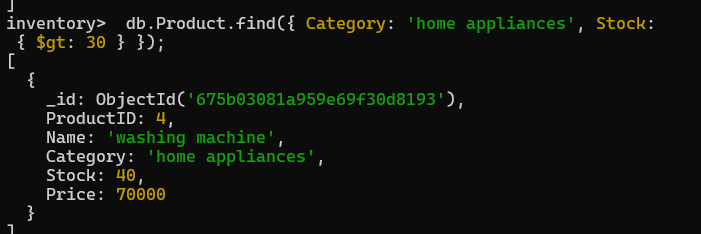 ]
inventory>  db.Product.find({ Category: 'home appliances', Stock:
 { $gt: 30 } });
[
  {
    _id: ObjectId('675b03081a959e69f30d8193'),
    ProductID: 4,
    Name: 'washing machine',
    Category: 'home appliances',
    Stock: 40,
    Price: 70000
  }
]